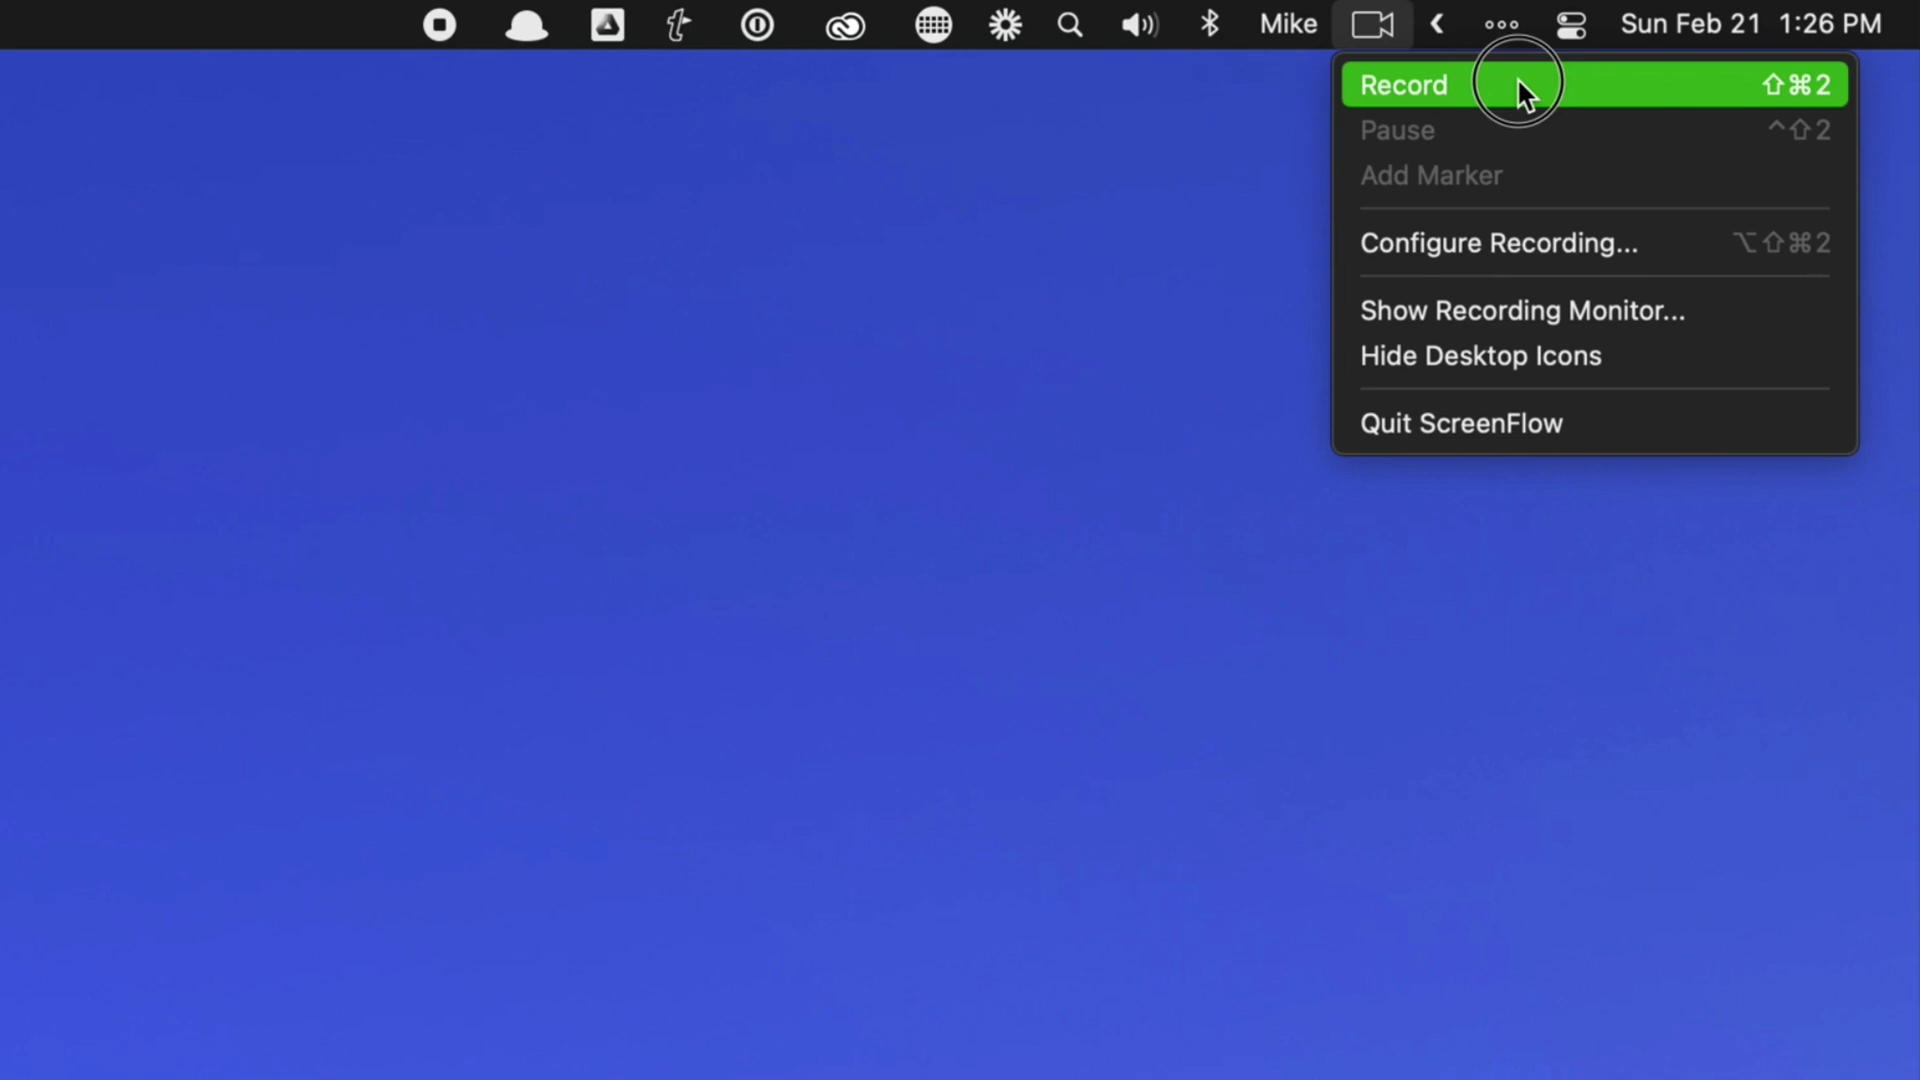 Mike Sun Feb 21 1:26 PM
Record ⇧⌘2
Pause ^⇧2
Add Marker
Configure Recording... ⌥⇧⌘2
Show Recording Monitor...
Hide Desktop Icons
Quit ScreenFlow